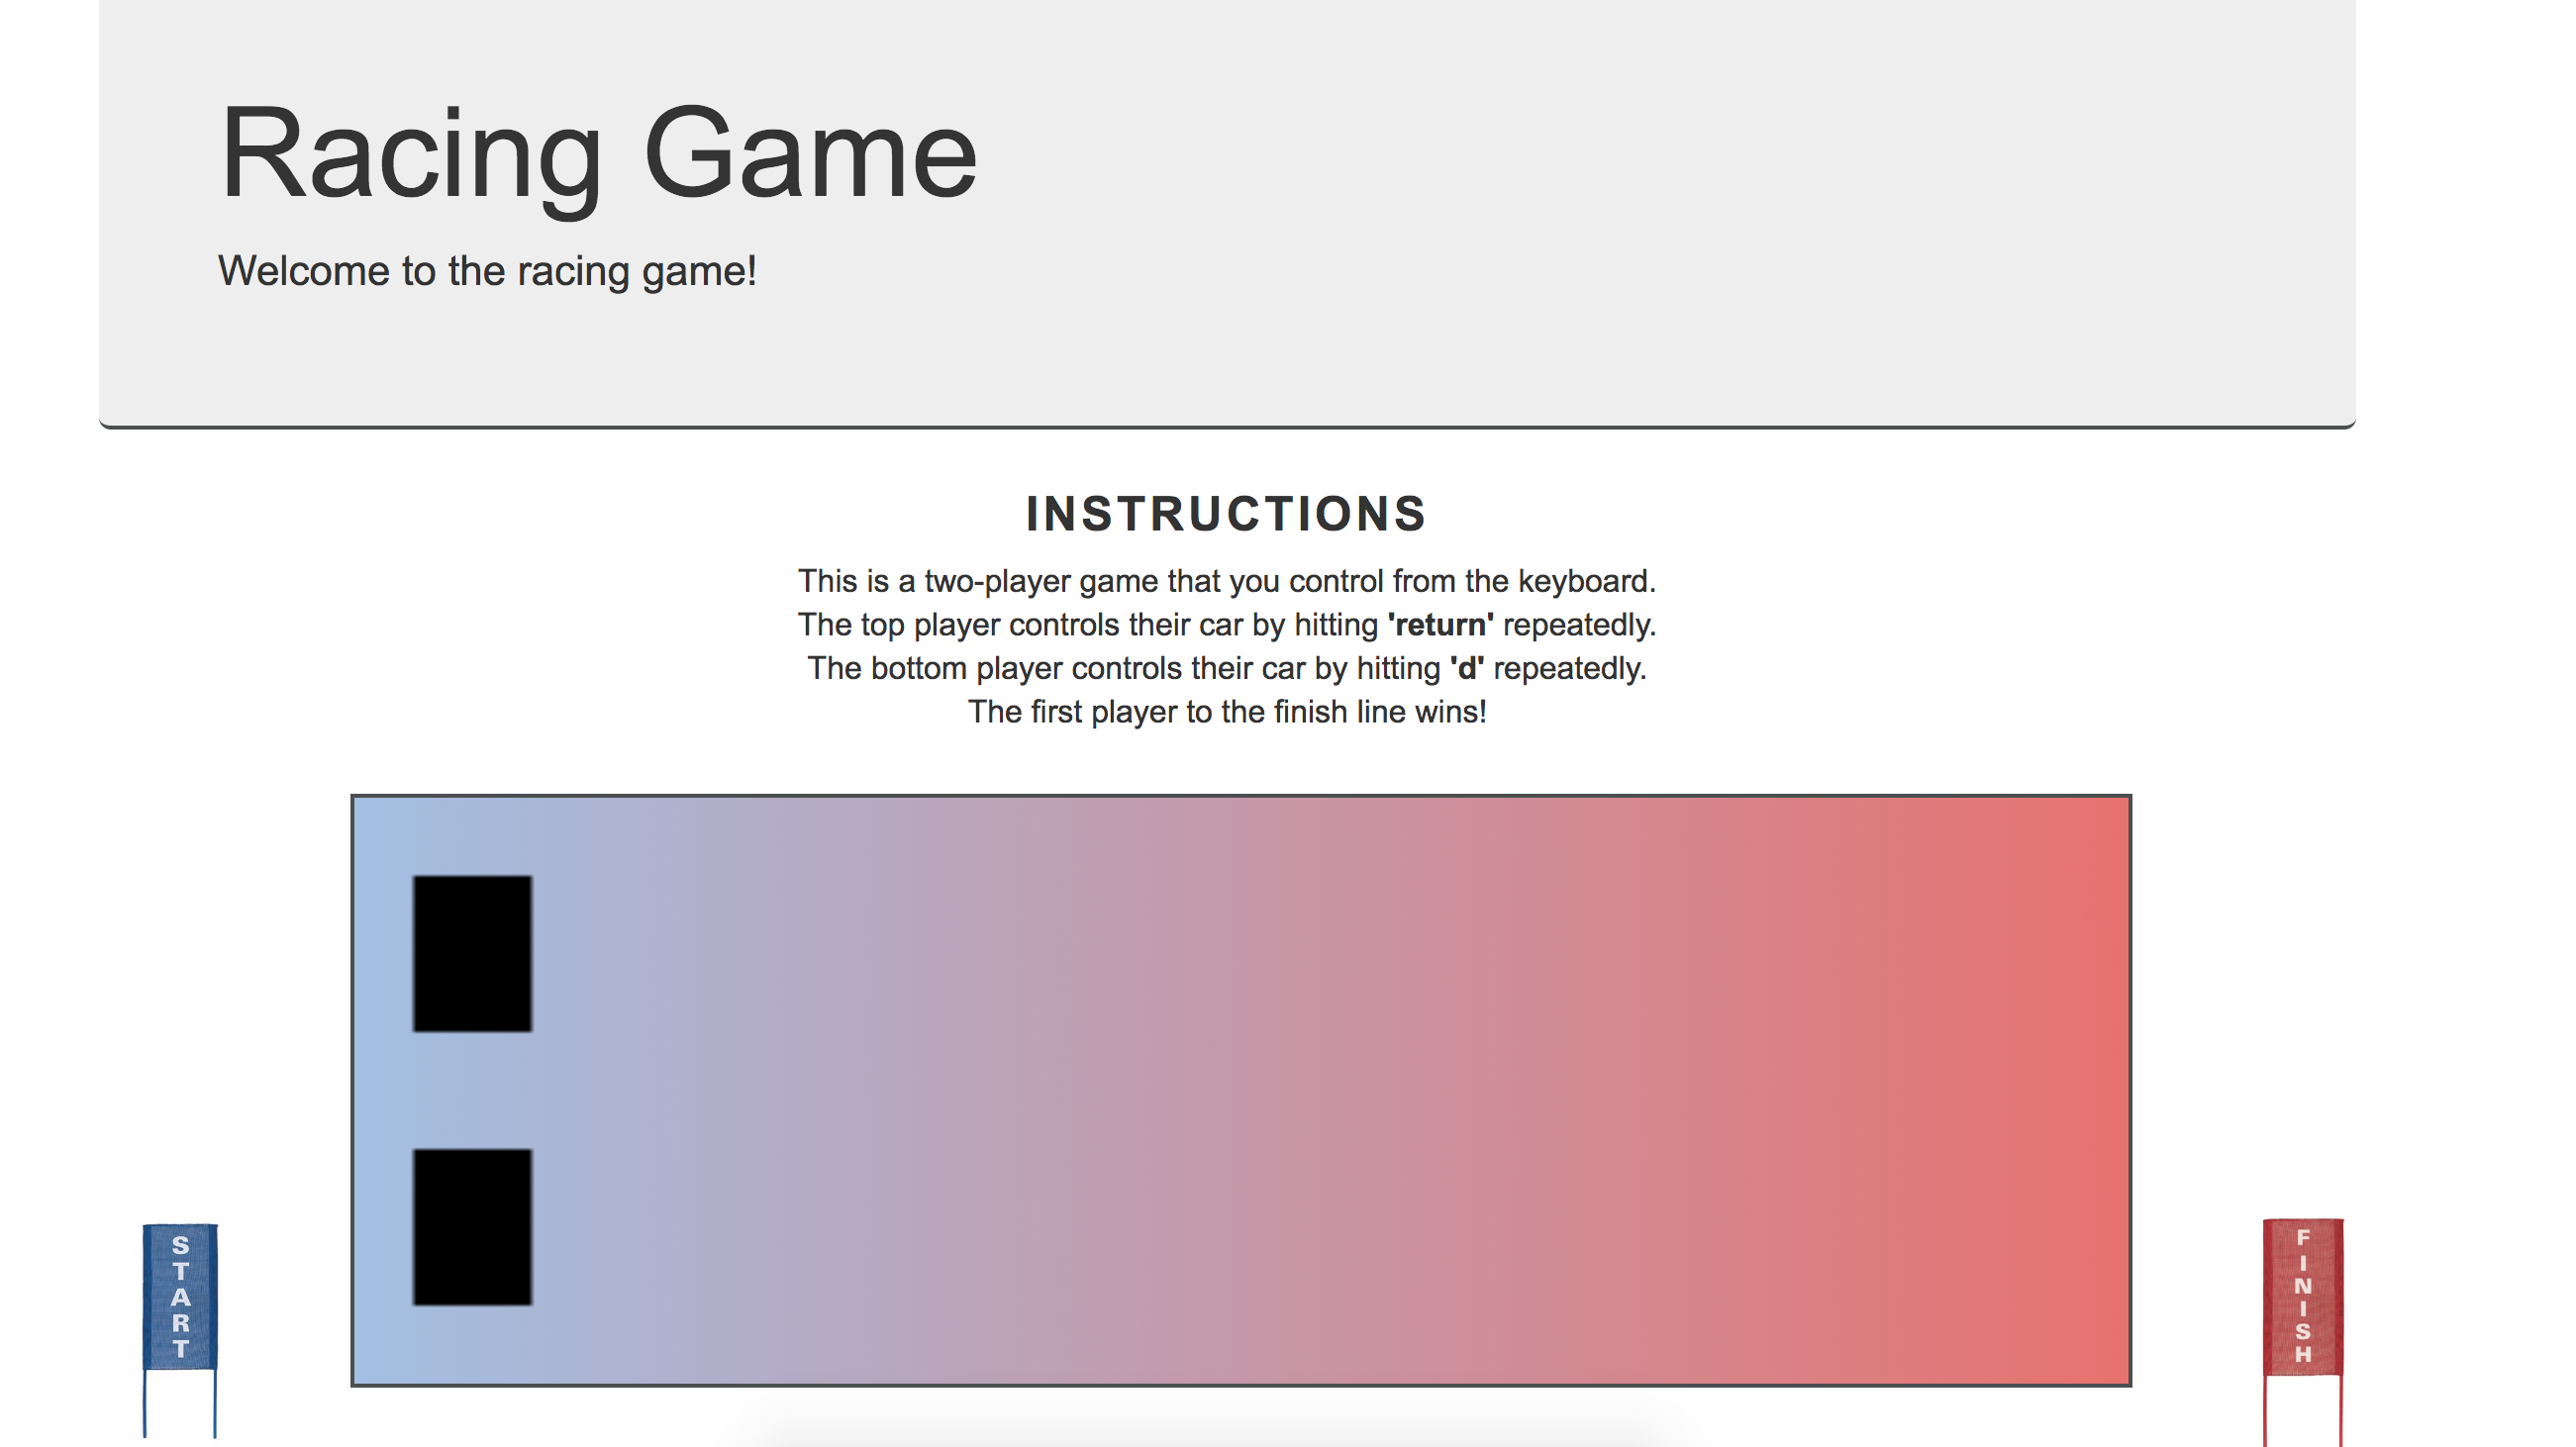 Racing Game
Welcome to the racing game!
INSTRUCTIONS
This is a two-player game that you control from the keyboard.
The top player controls their car by hitting 'return' repeatedly.
The bottom player controls their car by hitting 'd' repeatedly.
The first player to the finish line wins!
START
FINISH